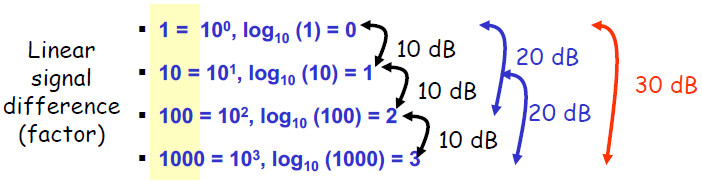 Linear
signal
difference
(factor)
▪ 1 = 10⁰, log₁₀ (1) = 0
▪ 10 = 10¹, log₁₀ (10) = 1
▪ 100 = 10², log₁₀ (100) = 2
▪ 1000 = 10³, log₁₀ (1000) = 3
10 dB
10 dB
10 dB
20 dB
20 dB
30 dB